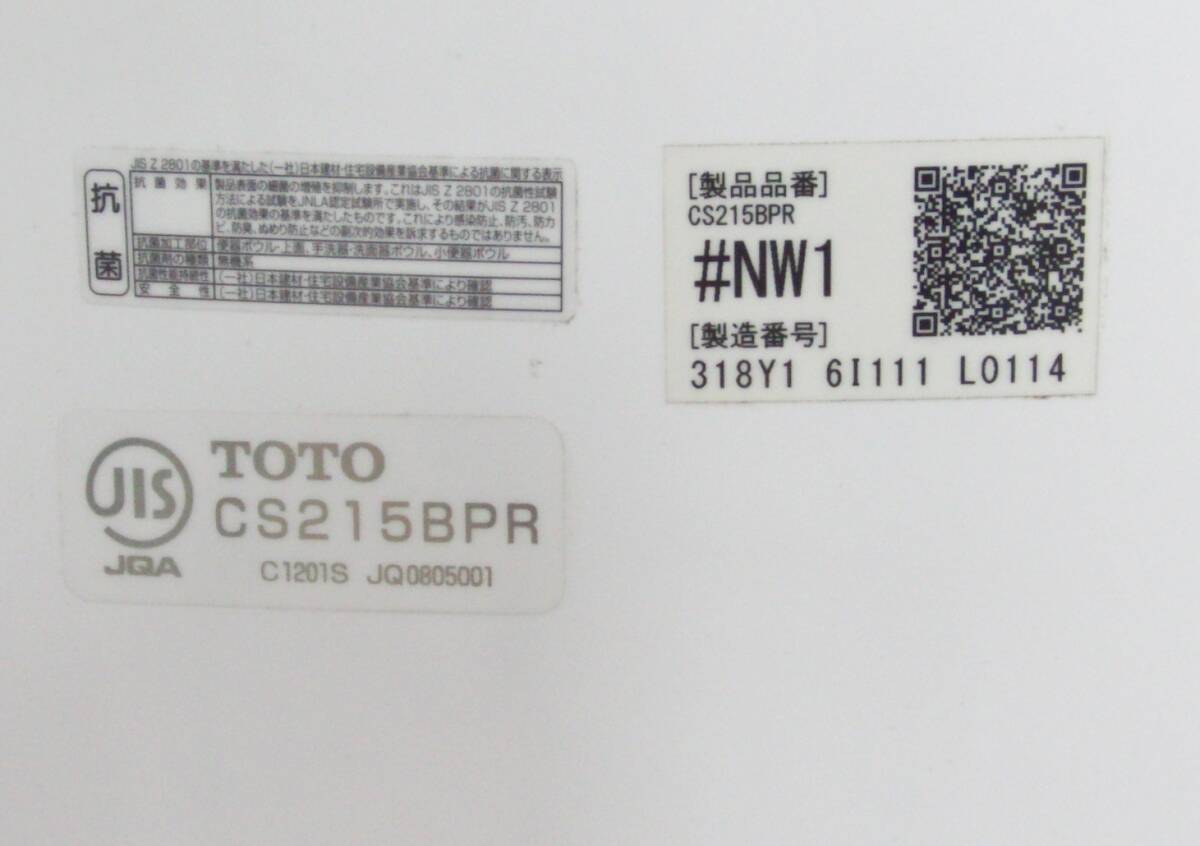 抗菌
JIS Z 2801の基準を満たした(一社)日本建材・住宅設備産業協会基準による抗菌に関する表示
抗菌効果 製品表面の細菌の増殖を抑制します。これはJIS Z 2801の抗菌性試験
方法による試験をJNLA認定試験所で実施し、その結果がJIS Z 2801
の抗菌効果の基準を満たしたものです。これにより感染防止、防汚、防カ
ビ、防臭、ぬめり防止などの副次的効果を訴求するものではありません。
抗菌加工部位 便器ボウル・上面、手洗器・洗面器ボウル、小便器ボウル
抗菌剤の種類 無機系
抗菌性能持続性 (一社)日本建材・住宅設備産業協会基準により確認
安全性 (一社)日本建材・住宅設備産業協会基準により確認
[製品品番]
CS215BPR
#NW1
[製造番号]
318Y1 6I111 L0114
JIS
JQA
TOTO
CS215BPR
C1201S JQ0805001